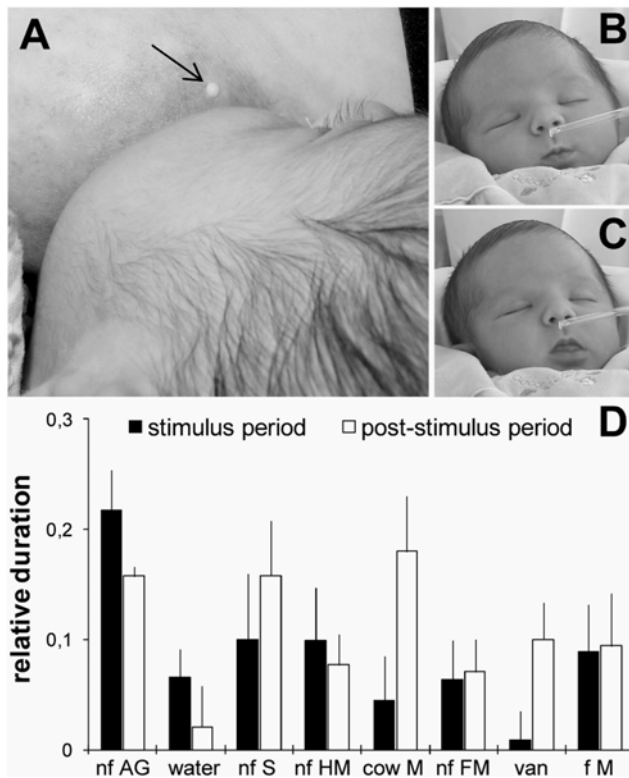 A
B
C
D
stimulus period
post-stimulus period
relative duration
0,3
0,2
0,1
0
nf AG water nf S nf HM cow M nf FM van f M